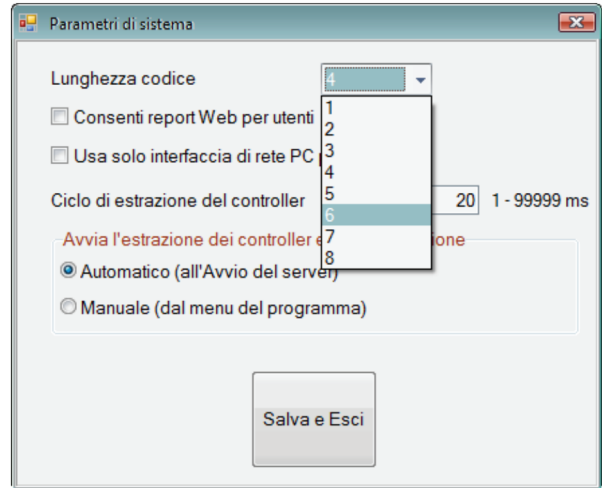 Parametri di sistema
Lunghezza codice 4
1
2
3
4
5
6
7
8
Consenti report Web per utenti
Usa solo interfaccia di rete PC
Ciclo di estrazione del controller 20 1 - 99999 ms
Avvia l'estrazione dei controller
Automatico (all'Avvio del server)
Manuale (dal menu del programma)
Salva e Esci